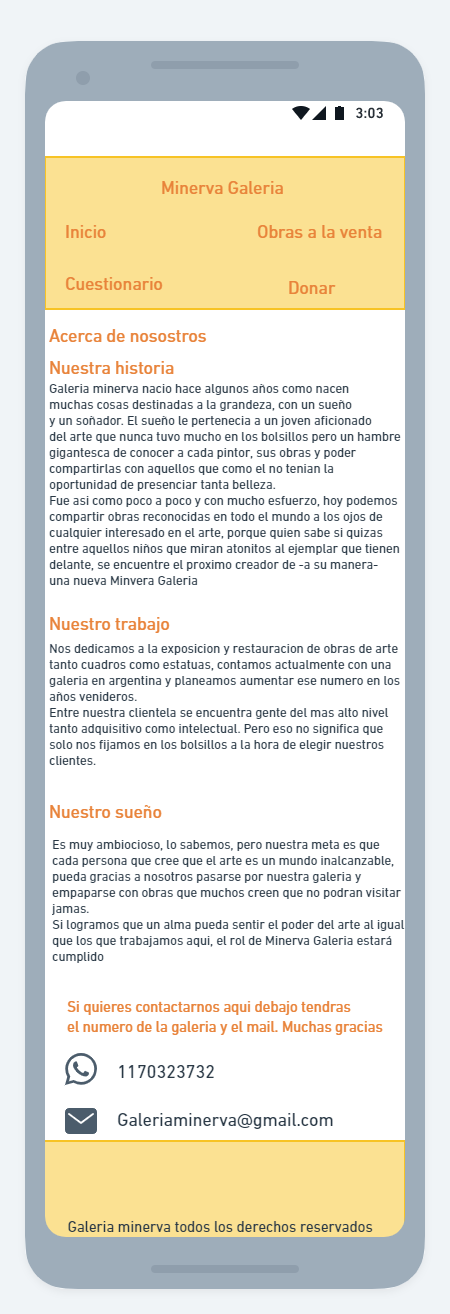 3:03
Minerva Galeria
Inicio
Obras a la venta
Cuestionario
Donar
Acerca de nosostros
Nuestra historia
Galeria minerva nacio hace algunos años como nacen
muchas cosas destinadas a la grandeza, con un sueño
y un soñador. El sueño le pertenecia a un joven aficionado
del arte que nunca tuvo mucho en los bolsillos pero un hambre
gigantesca de conocer a cada pintor, sus obras y poder
compartirlas con aquellos que como el no tenian la
oportunidad de presenciar tanta belleza.
Fue asi como poco a poco y con mucho esfuerzo, hoy podemos
compartir obras reconocidas en todo el mundo a los ojos de
cualquier interesado en el arte, porque quien sabe si quizas
entre aquellos niños que miran atonitos al ejemplar que tienen
delante, se encuentre el proximo creador de -a su manera-
una nueva Minvera Galeria
Nuestro trabajo
Nos dedicamos a la exposicion y restauracion de obras de arte
tanto cuadros como estatuas, contamos actualmente con una
galeria en argentina y planeamos aumentar ese numero en los
años venideros.
Entre nuestra clientela se encuentra gente del mas alto nivel
tanto adquisitivo como intelectual. Pero eso no significa que
solo nos fijamos en los bolsillos a la hora de elegir nuestros
clientes.
Nuestro sueño
Es muy ambiocioso, lo sabemos, pero nuestra meta es que
cada persona que cree que el arte es un mundo inalcanzable,
pueda gracias a nosotros pasarse por nuestra galeria y
empaparse con obras que muchos creen que no podran visitar
jamas.
Si logramos que un alma pueda sentir el poder del arte al igual
que los que trabajamos aqui, el rol de Minerva Galeria estará
cumplido
Si quieres contactarnos aqui debajo tendras
el numero de la galeria y el mail. Muchas gracias
1170323732
Galeriaminerva@gmail.com
Galeria minerva todos los derechos reservados